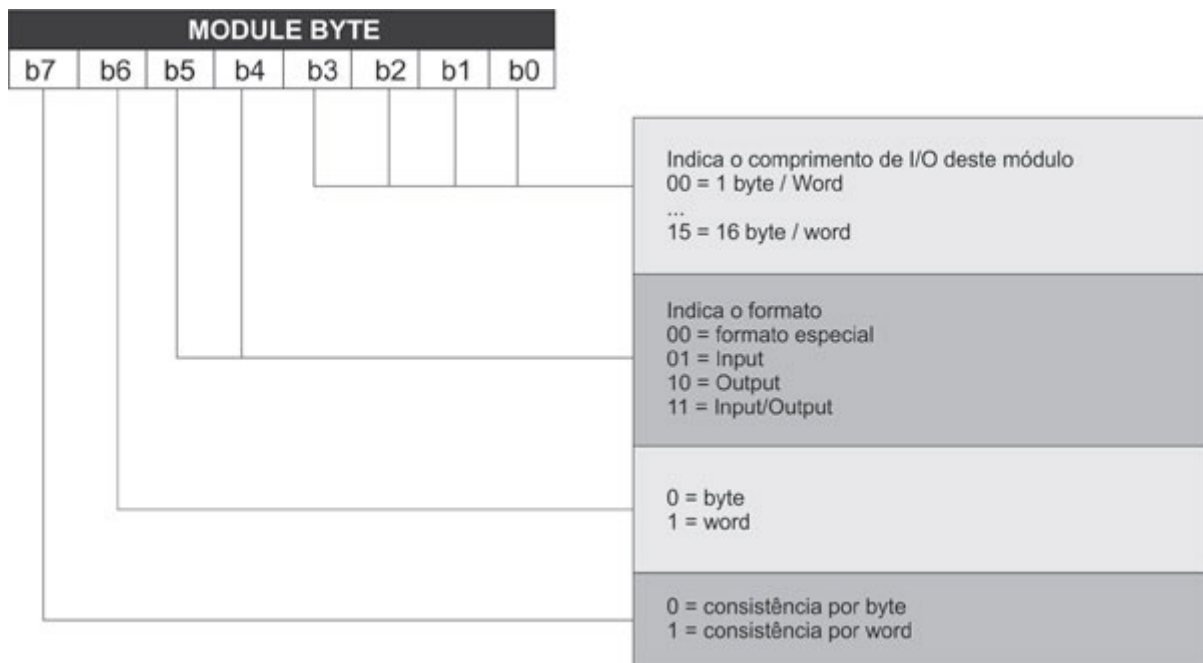 MODULE BYTE
b7 b6 b5 b4 b3 b2 b1 b0
Indica o comprimento de I/O deste módulo
00 = 1 byte / Word
...
15 = 16 byte / word
Indica o formato
00 = formato especial
01 = Input
10 = Output
11 = Input/Output
0 = byte
1 = word
0 = consistência por byte
1 = consistência por word